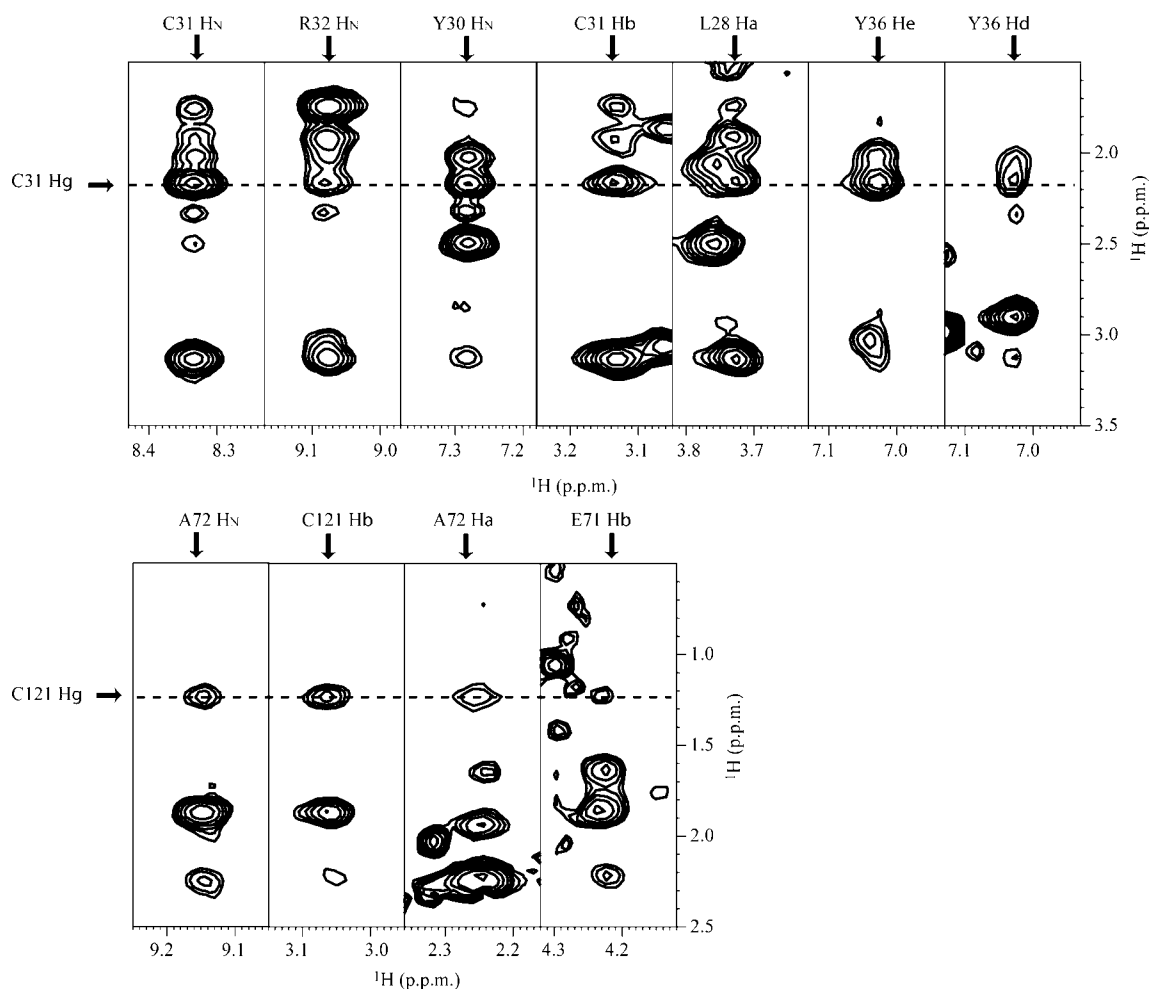 C31 HN R32 HN Y30 HN C31 Hb L28 Ha Y36 He Y36 Hd
C31 Hg
2.0
2.5
3.0
3.5
¹H (p.p.m.)
8.4 8.3 9.1 9.0 7.3 7.2 3.2 3.1 3.8 3.7 7.1 7.0 7.1 7.0
¹H (p.p.m.)
A72 HN C121 Hb A72 Ha E71 Hb
C121 Hg
1.0
1.5
2.0
2.5
¹H (p.p.m.)
9.2 9.1 3.1 3.0 2.3 2.2 4.3 4.2
¹H (p.p.m.)